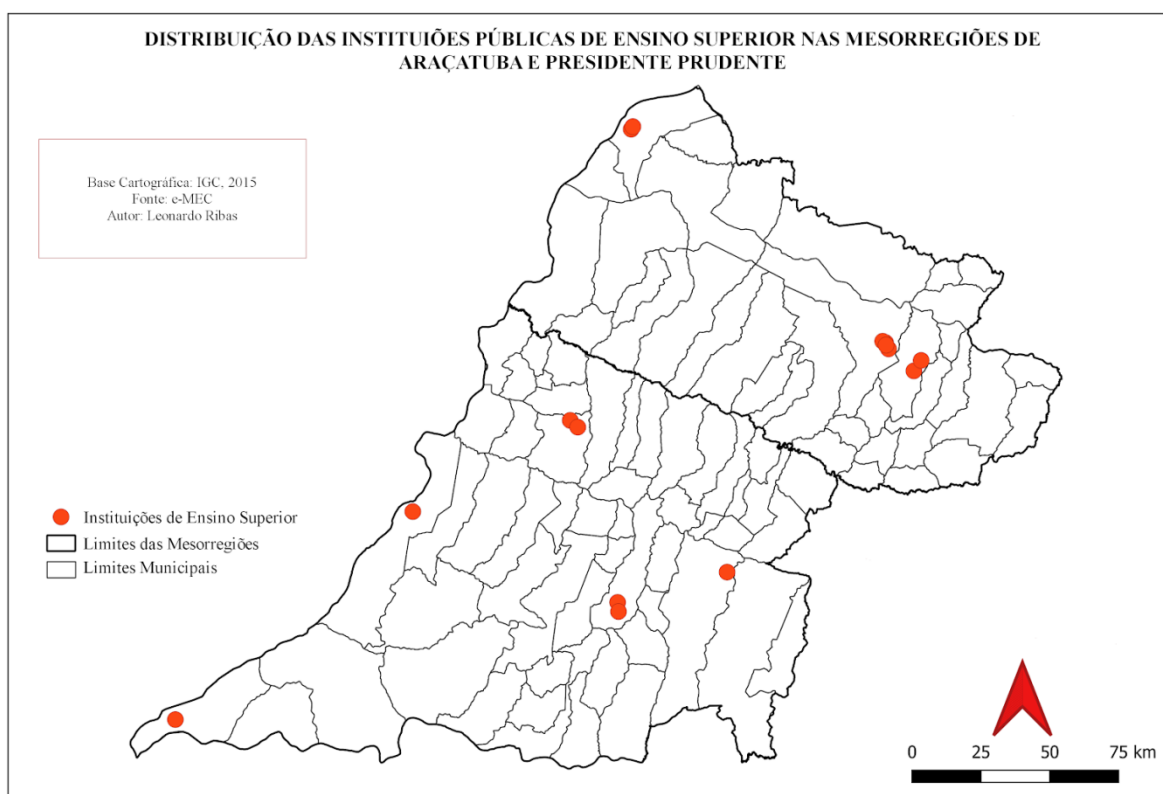 DISTRIBUIÇÃO DAS INSTITUIÕES PÚBLICAS DE ENSINO SUPERIOR NAS MESORREGIÕES DE
ARAÇATUBA E PRESIDENTE PRUDENTE
Base Cartográfica: IGC, 2015
Fonte: e-MEC
Autor: Leonardo Ribas
Instituições de Ensino Superior
Limites das Mesorregiões
Limites Municipais
0 25 50 75 km